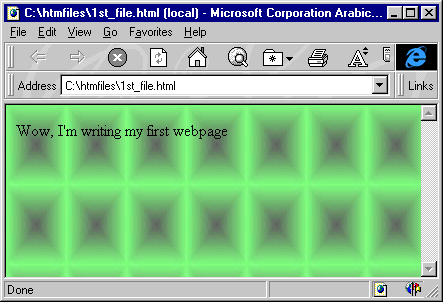 C:\htmfiles\1st_file.html (local) - Microsoft Corporation Arabic...
File Edit View Go Favorites Help
Address C:\htmfiles\1st_file.html Links
Wow, I'm writing my first webpage
Done